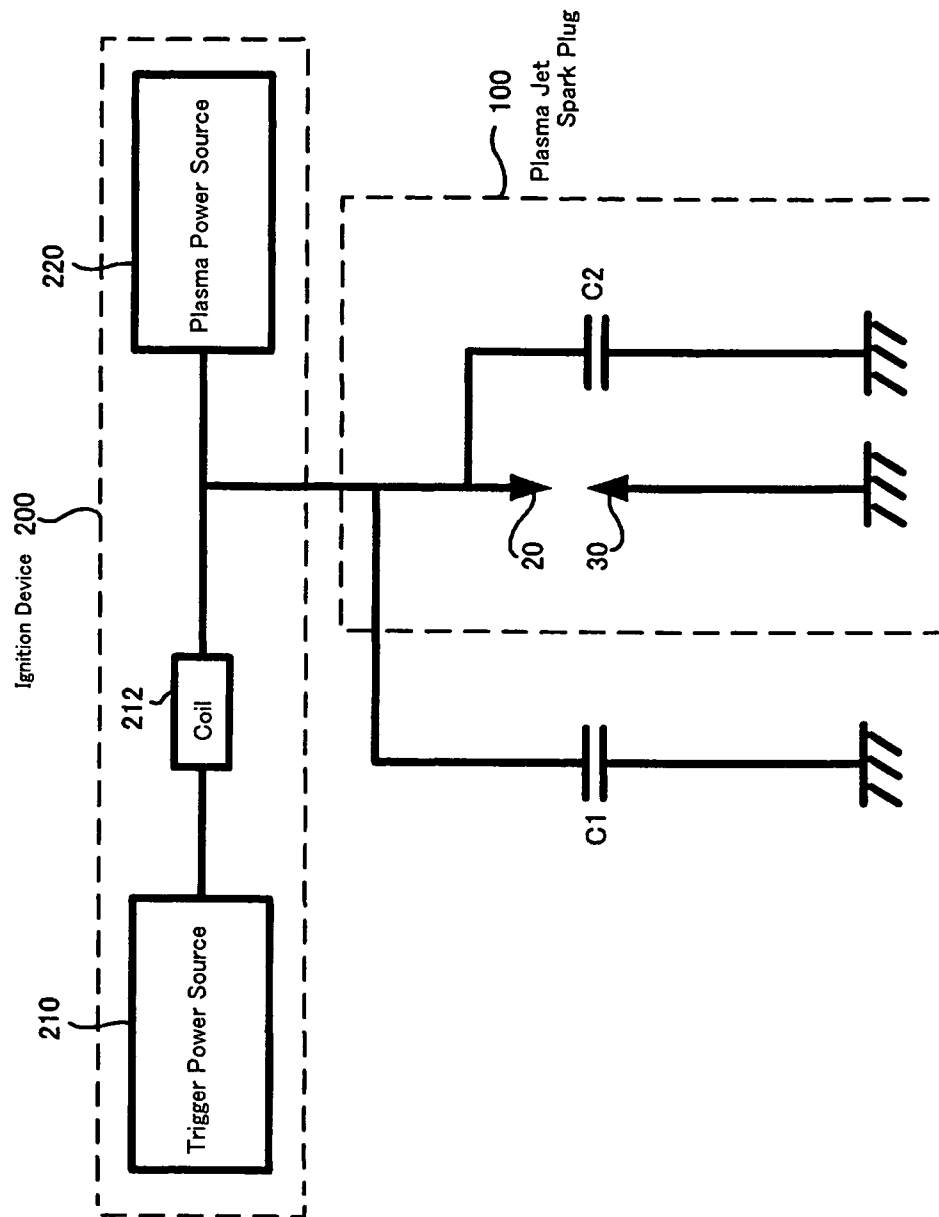 Ignition Device 200
210
Trigger Power Source
212
Coil
220
Plasma Power Source
100
Plasma Jet
Spark Plug
C1
20
30
C2